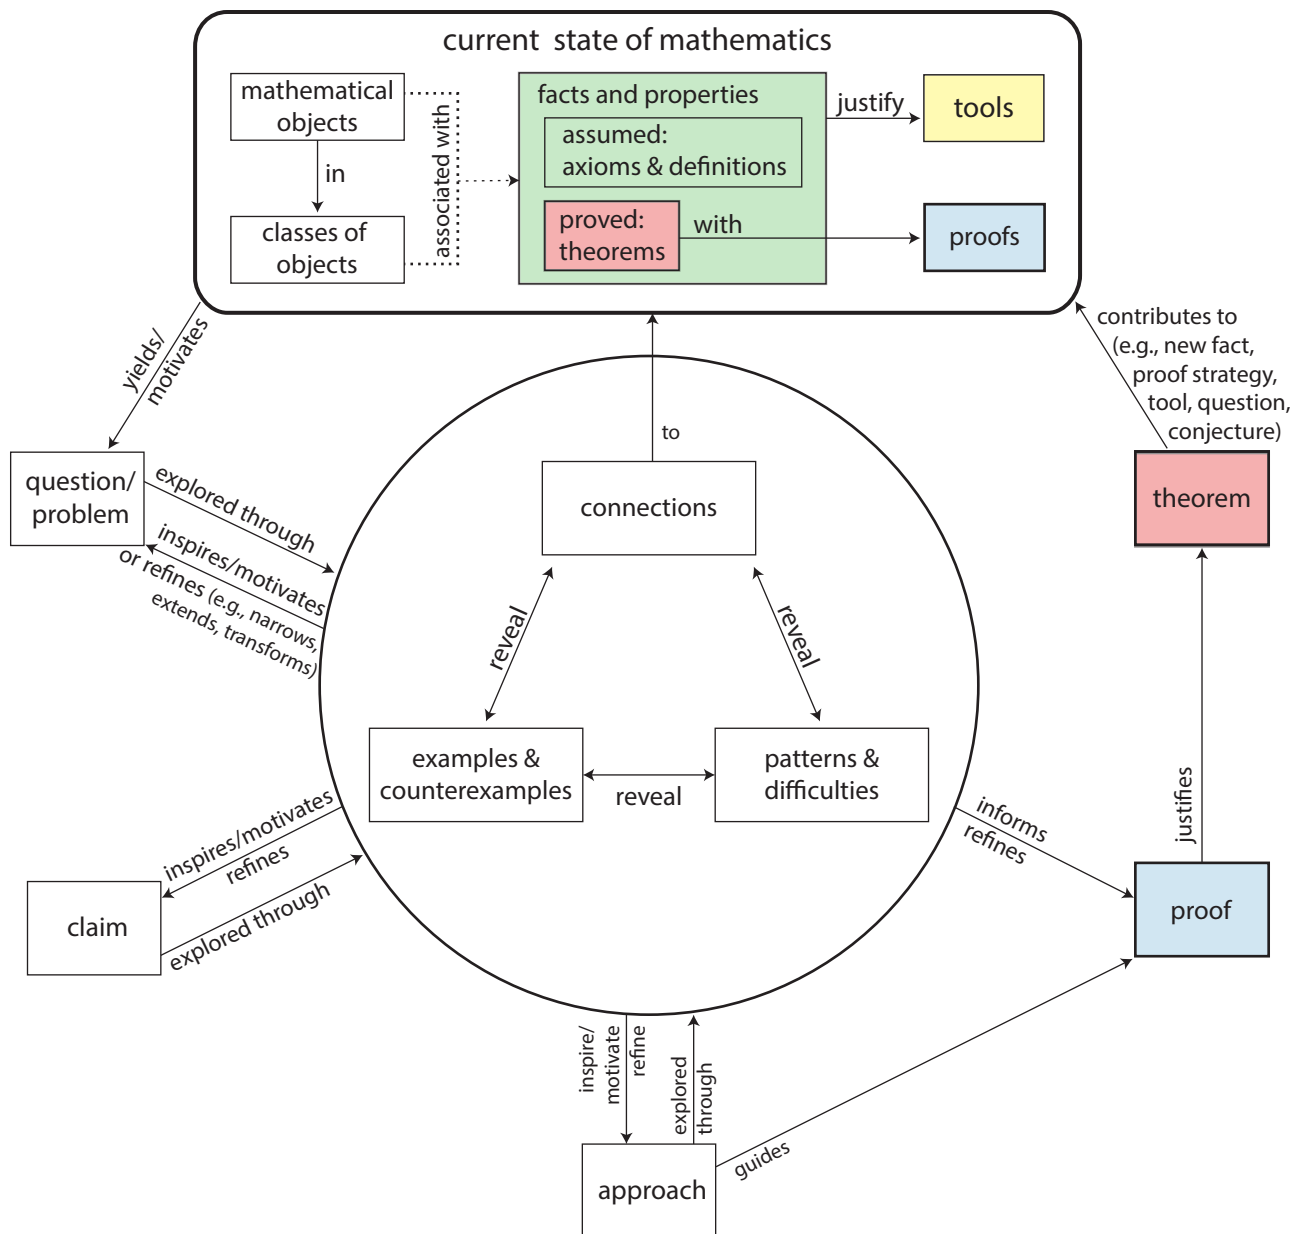 current state of mathematics
mathematical
objects
in
classes of
objects
associated with
facts and properties
assumed:
axioms & definitions
proved:
theorems
justify
tools
with
proofs
yields/
motivates
contributes to
(e.g., new fact,
proof strategy,
tool, question,
conjecture)
question/
problem
explored through
inspires/motivates
or refines (e.g., narrows,
extends, transforms)
to
connections
reveal
reveal
examples &
counterexamples
reveal
patterns &
difficulties
theorem
justifies
inspires/motivates
refines
explored through
claim
informs
refines
proof
inspire/
motivate
refine
explored
through
guides
approach